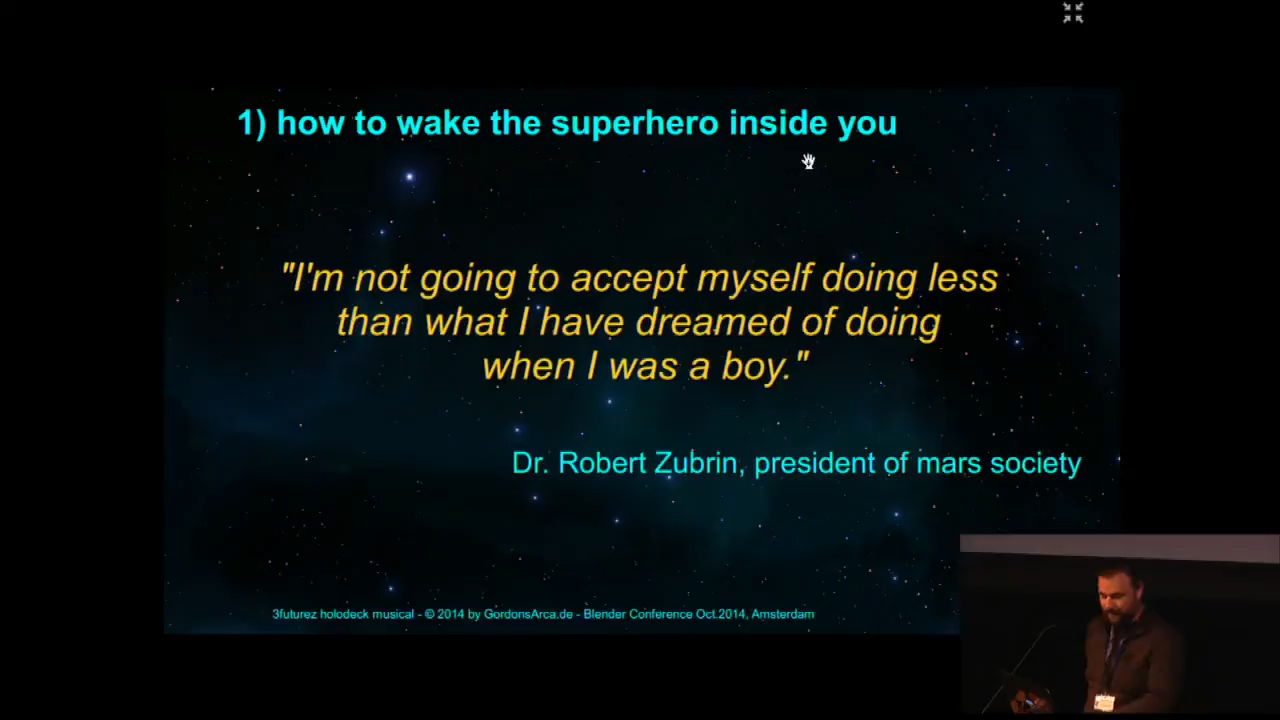 1) how to wake the superhero inside you
"I'm not going to accept myself doing less
than what I have dreamed of doing
when I was a boy."
Dr. Robert Zubrin, president of mars society
3futurez holodeck musical - © 2014 by GordonsArca.de - Blender Conference Oct.2014, Amsterdam